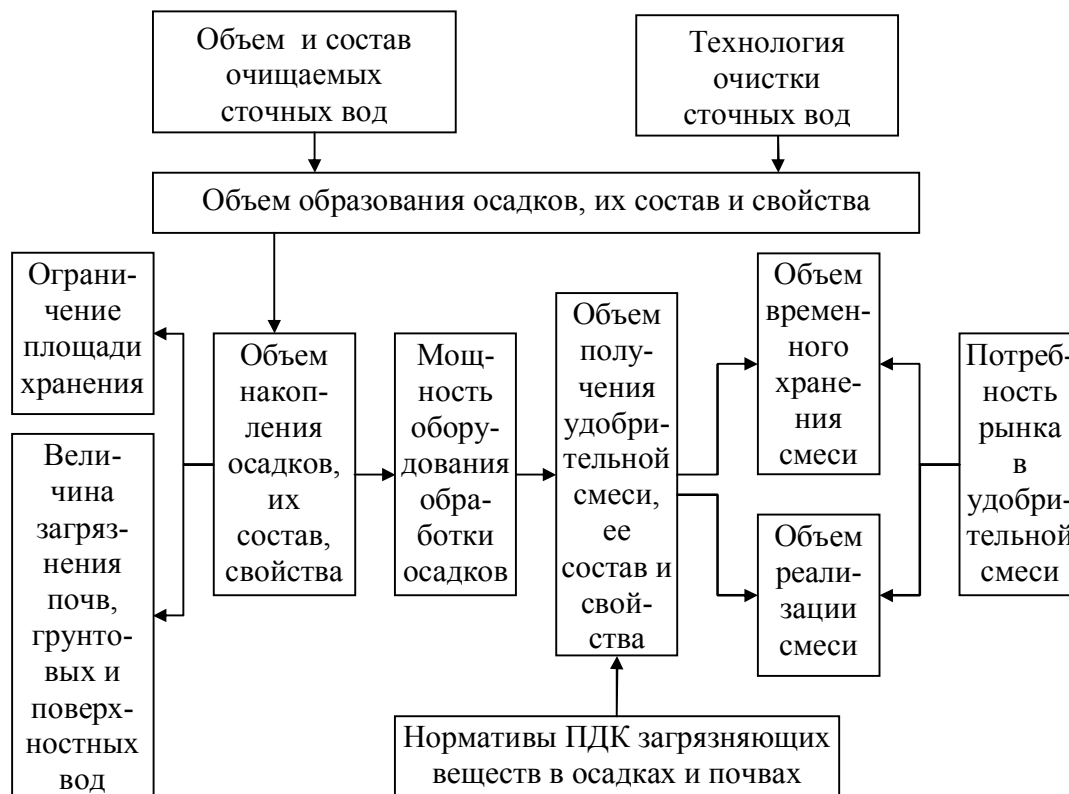 Объем и состав
очищаемых
сточных вод
Технология
очистки
сточных вод
Объем образования осадков, их состав и свойства
Ограни-
чение
площади
хранения
Вели-
чина
загряз-
нения
почв,
грунто-
вых и
поверх-
ностных
вод
Объем
накоп-
ления
осадков,
их
состав,
свойства
Мощ-
ность
обору-
дования
обра-
ботки
осадков
Объем
полу-
чения
удобри-
тельной
смеси,
ее
состав и
свой-
ства
Объем
времен-
ного
хране-
ния
смеси
Объем
реали-
зации
смеси
Потреб-
ность
рынка
в
удобри-
тельной
смеси
Нормативы ПДК загрязняющих
веществ в осадках и почвах